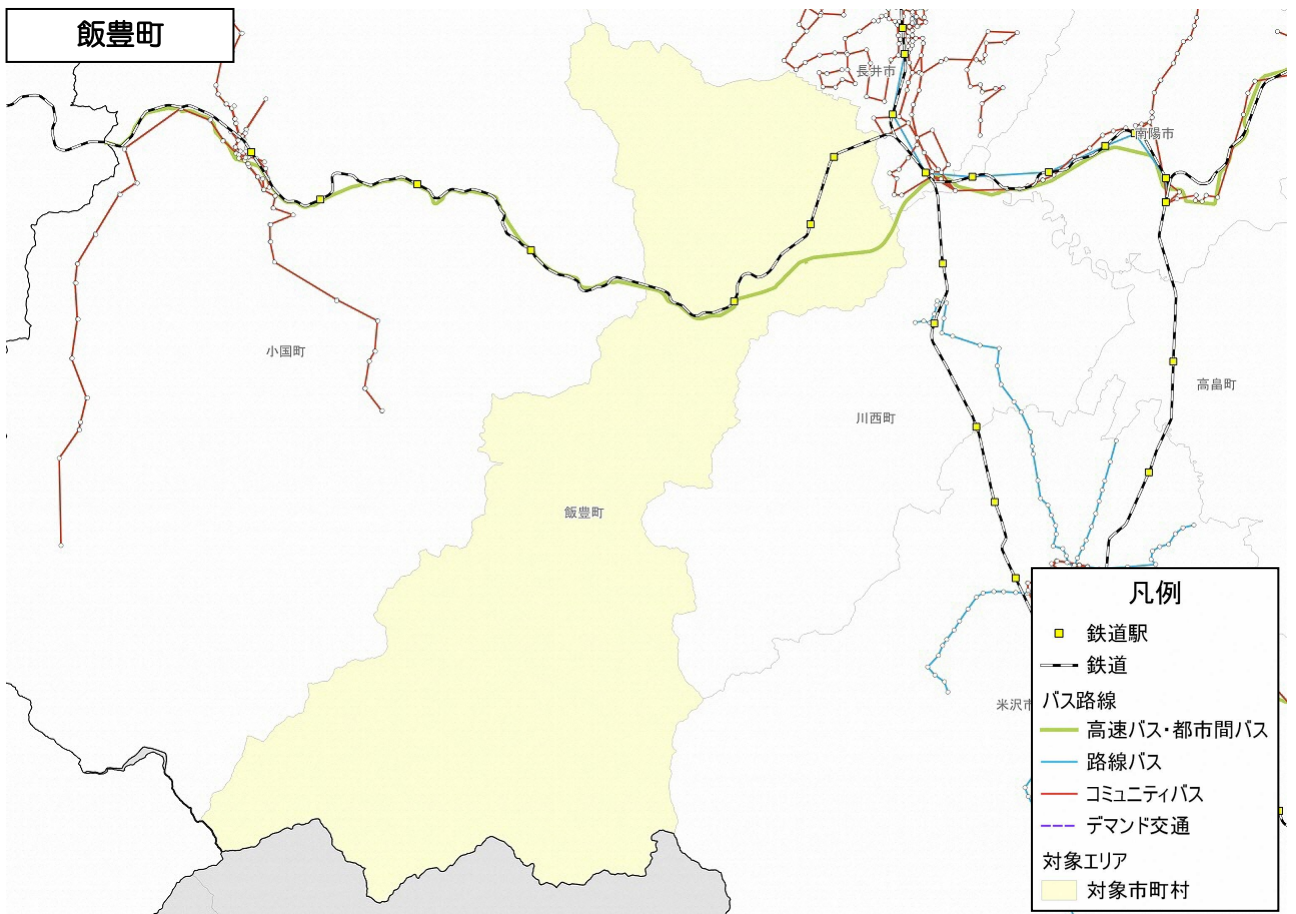 飯豊町
長井市
南陽市
小国町
高畠町
川西町
飯豊町
米沢市
凡例
鉄道駅
鉄道
バス路線
高速バス・都市間バス
路線バス
コミュニティバス
デマンド交通
対象エリア
対象市町村